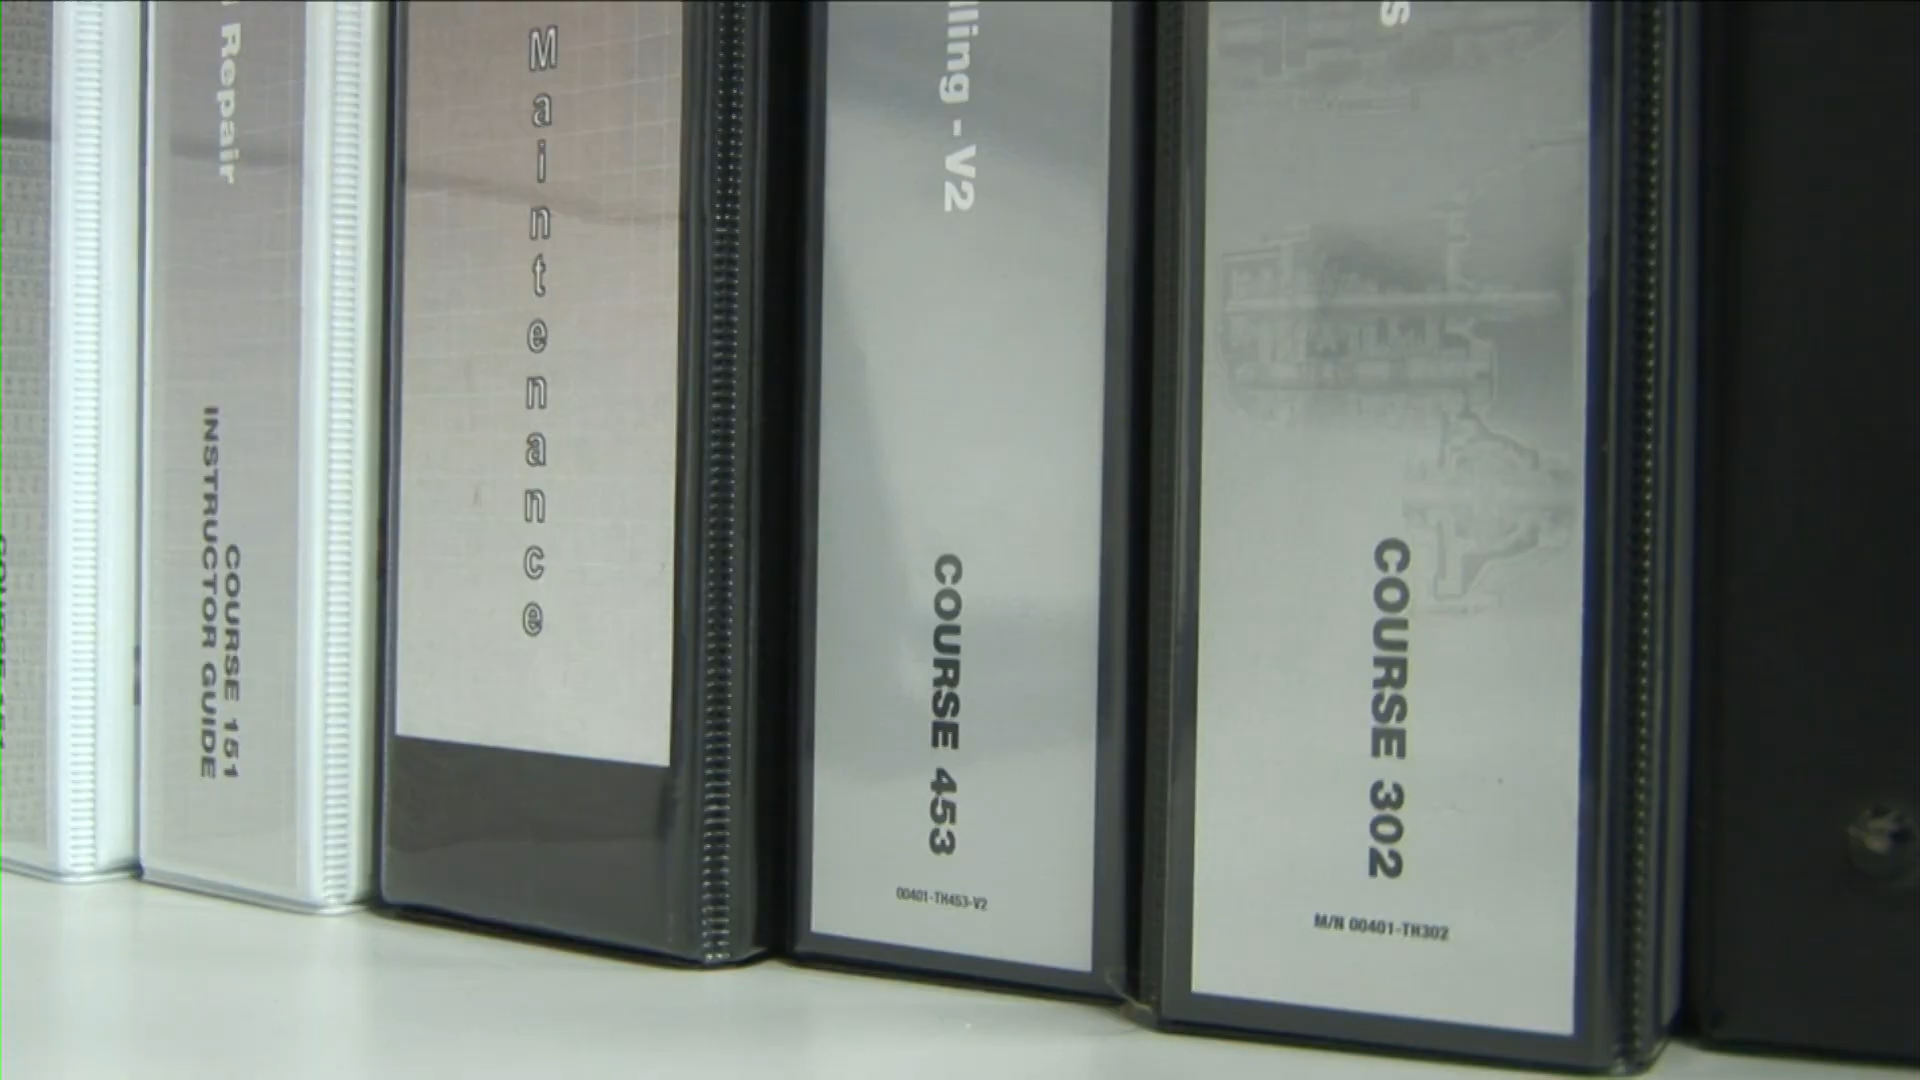 Repair
COURSE 151
INSTRUCTOR GUIDE
Maintenance
lling - V2
COURSE 453
00401-TH453-V2
s
COURSE 302
M/N 00401-TH302